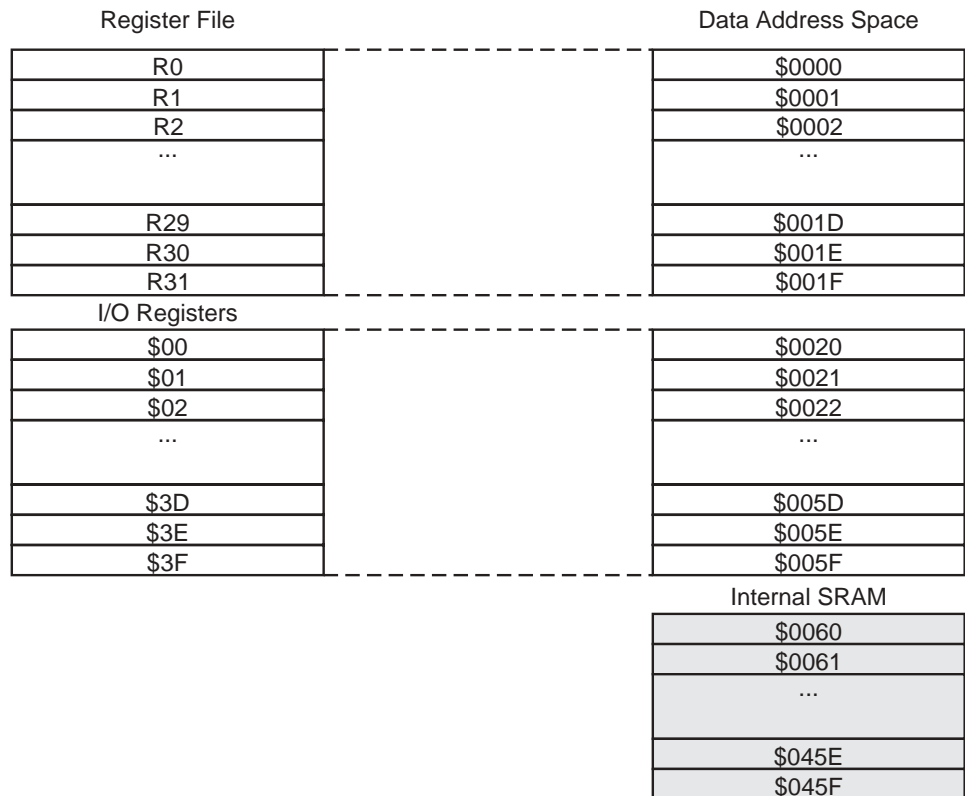 Register File Data Address Space
R0 $0000
R1 $0001
R2 $0002
... ...
R29 $001D
R30 $001E
R31 $001F
I/O Registers
$00 $0020
$01 $0021
$02 $0022
... ...
$3D $005D
$3E $005E
$3F $005F
Internal SRAM
$0060
$0061
...
$045E
$045F